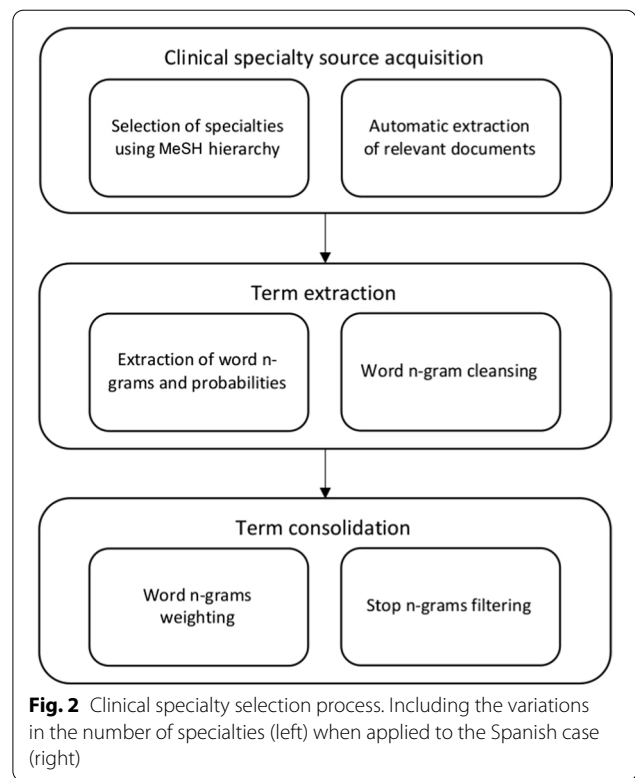 Clinical specialty source acquisition
Selection of specialties
using MeSH hierarchy
Automatic extraction
of relevant documents
Term extraction
Extraction of word n-
grams and probabilities
Word n-gram cleansing
Term consolidation
Word n-grams
weighting
Stop n-grams filtering
Fig. 2 Clinical specialty selection process. Including the variations
in the number of specialties (left) when applied to the Spanish case
(right)